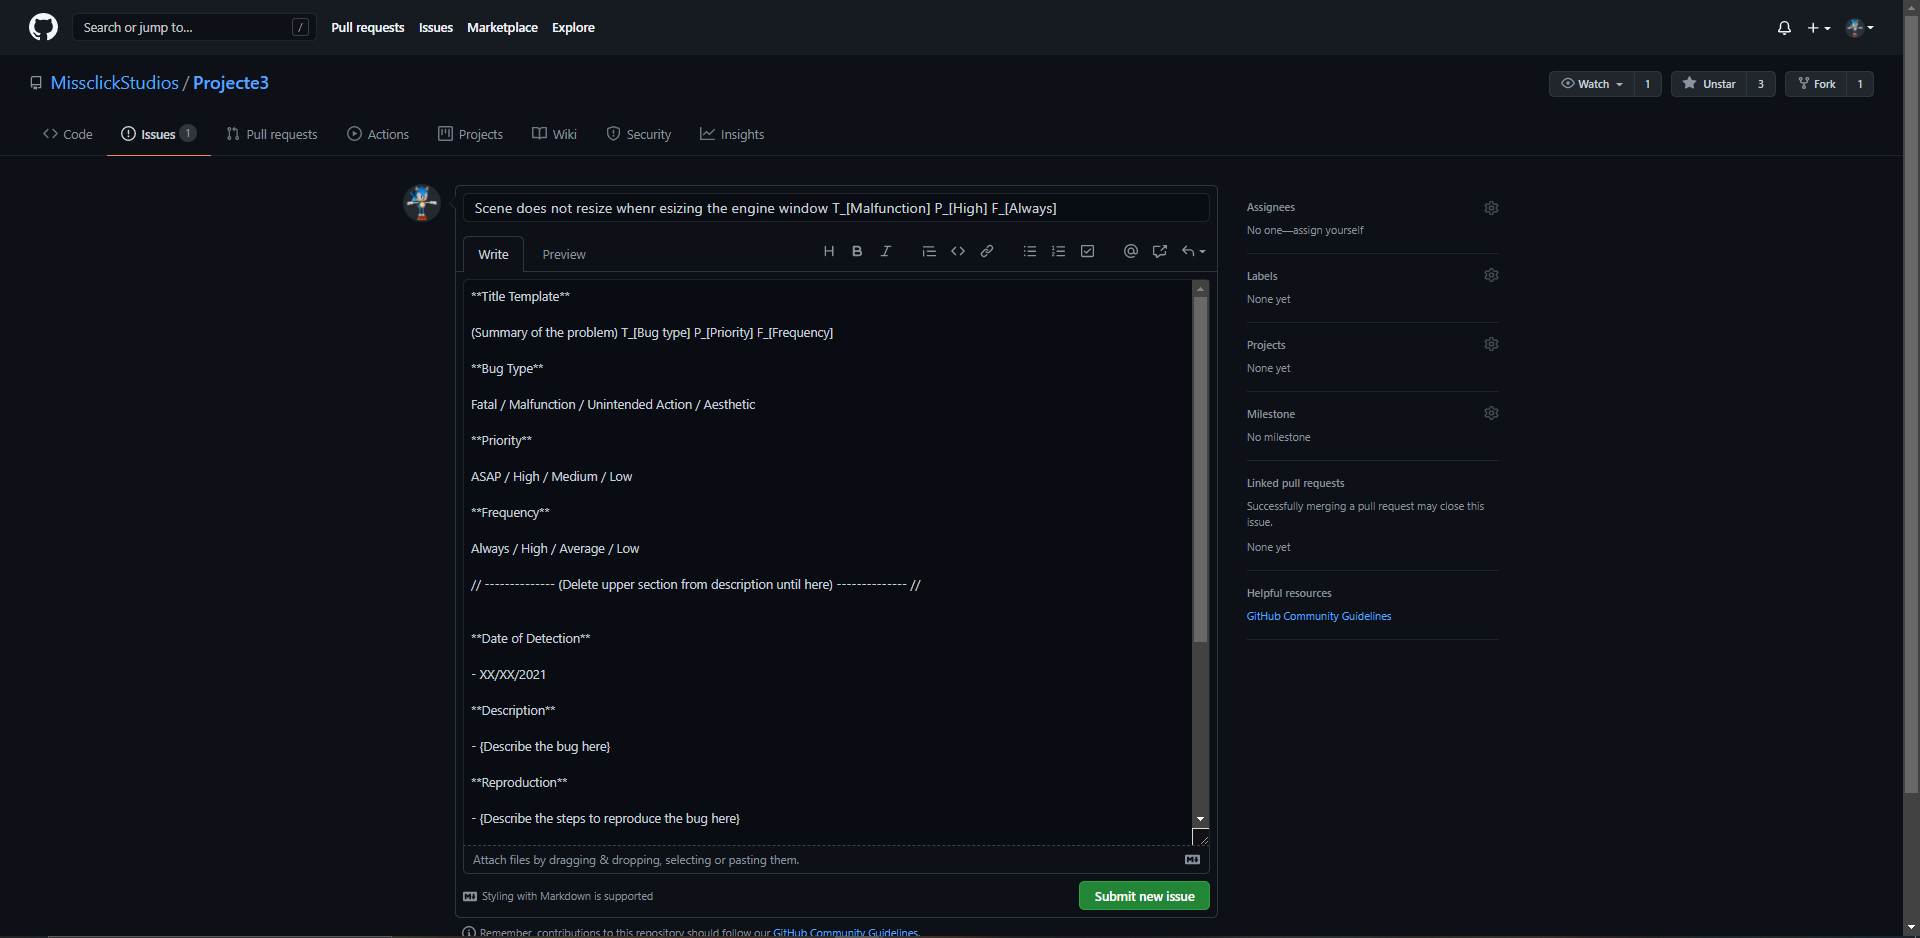 Search or jump to... /
Pull requests Issues Marketplace Explore
MissclickStudios / Projecte3
Watch 1 Unstar 3 Fork 1
Code Issues 1 Pull requests Actions Projects Wiki Security Insights
Scene does not resize whenr esizing the engine window T_[Malfunction] P_[High] F_[Always]
Write Preview
**Title Template**
(Summary of the problem) T_[Bug type] P_[Priority] F_[Frequency]
**Bug Type**
Fatal / Malfunction / Unintended Action / Aesthetic
**Priority**
ASAP / High / Medium / Low
**Frequency**
Always / High / Average / Low
// -------------- (Delete upper section from description until here) -------------- //
**Date of Detection**
- XX/XX/2021
**Description**
- {Describe the bug here}
**Reproduction**
- {Describe the steps to reproduce the bug here}
Attach files by dragging & dropping, selecting or pasting them.
Styling with Markdown is supported
Submit new issue
Remember, contributions to this repository should follow our GitHub Community Guidelines.
Assignees
No one—assign yourself
Labels
None yet
Projects
None yet
Milestone
No milestone
Linked pull requests
Successfully merging a pull request may close this
issue.
None yet
Helpful resources
GitHub Community Guidelines